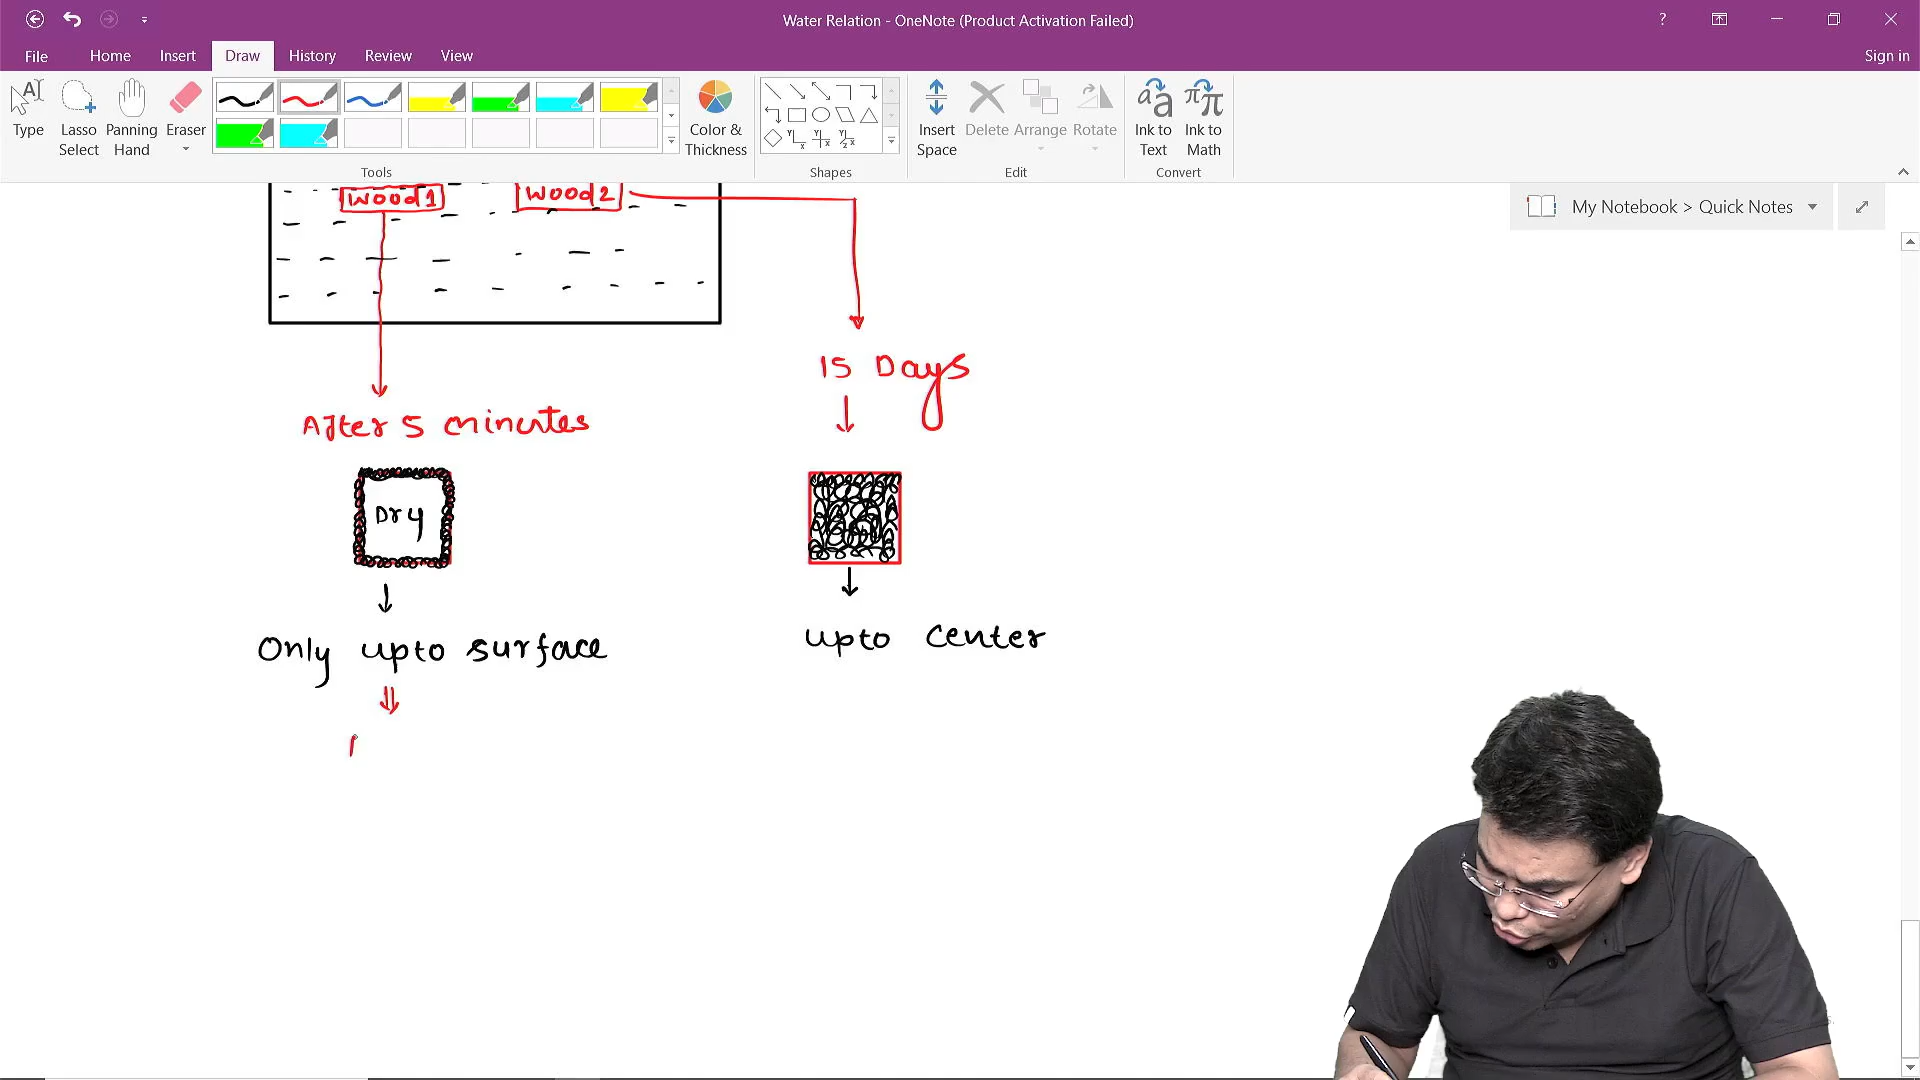 Water Relation - OneNote (Product Activation Failed)
?
File Home Insert Draw History Review View
Sign in
Type
Lasso Select
Panning Hand
Eraser
Color & Thickness
Insert Space
Delete
Arrange
Rotate
Ink to Text
Ink to Math
Tools
Shapes
Edit
Convert
My Notebook > Quick Notes
Wood1
Wood2
15 Days
After 5 minutes
Dry
Only upto surface
upto center